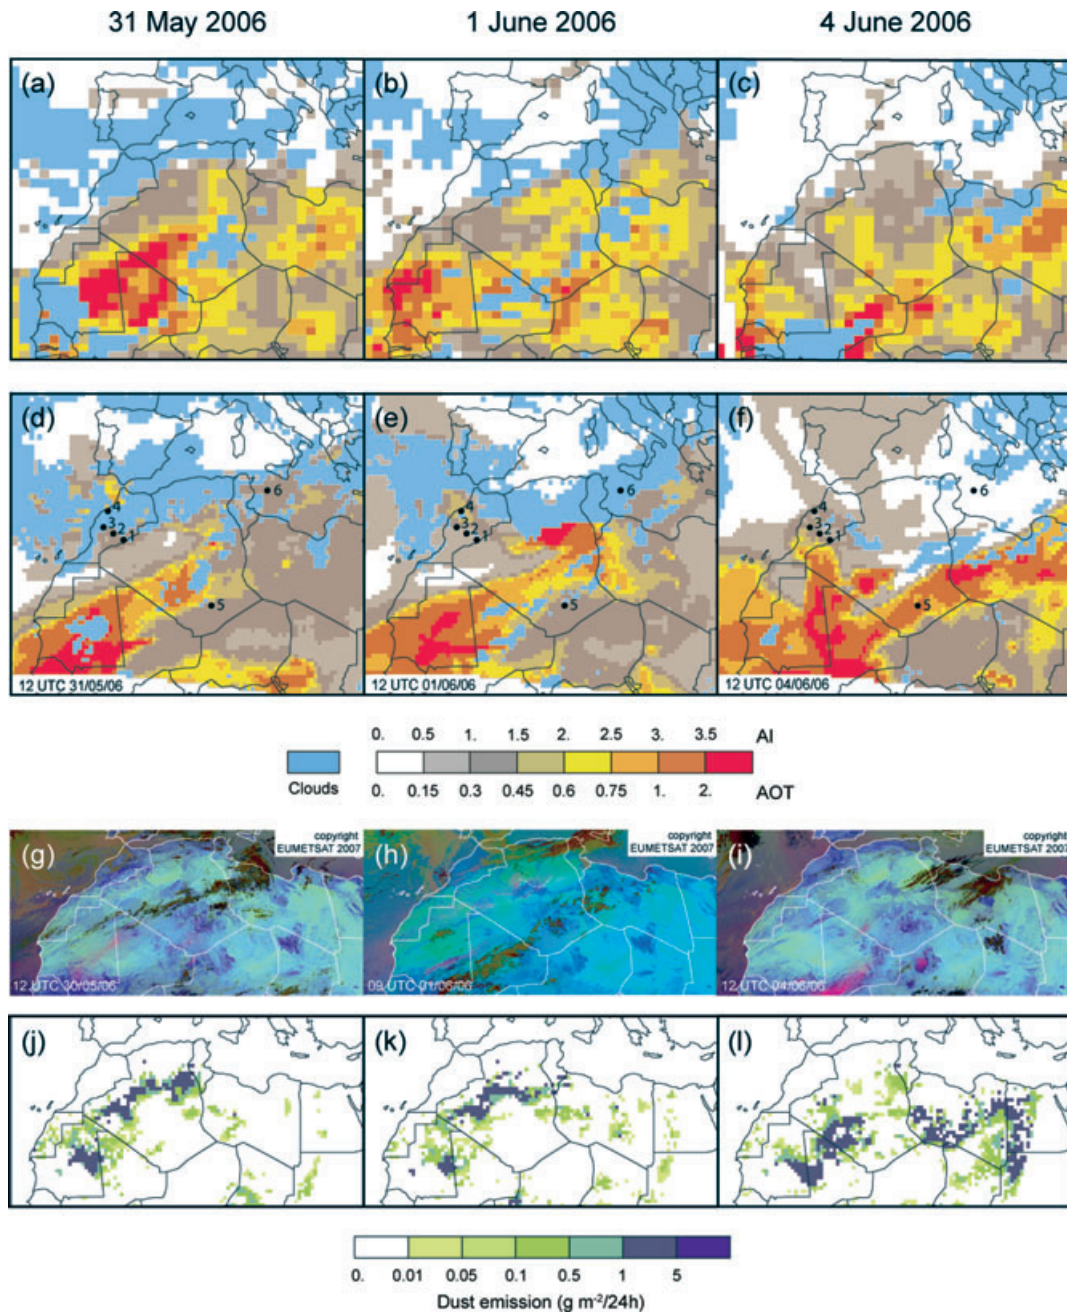 31 May 2006 1 June 2006 4 June 2006
(a) (b) (c)
(d) (e) (f)
4 3 2 1 6 5
4 3 2 1 6 5
4 3 2 1 6 5
12 UTC 31/05/06 12 UTC 01/06/06 12 UTC 04/06/06
0. 0.5 1. 1.5 2. 2.5 3. 3.5 AI
Clouds 0. 0.15 0.3 0.45 0.6 0.75 1. 2. AOT
(g) copyright EUMETSAT 2007 (h) copyright EUMETSAT 2007 (i) copyright EUMETSAT 2007
12 UTC 30/05/06 09 UTC 01/06/06 12 UTC 04/06/06
(j) (k) (l)
0. 0.01 0.05 0.1 0.5 1 5
Dust emission (g m⁻²/24h)